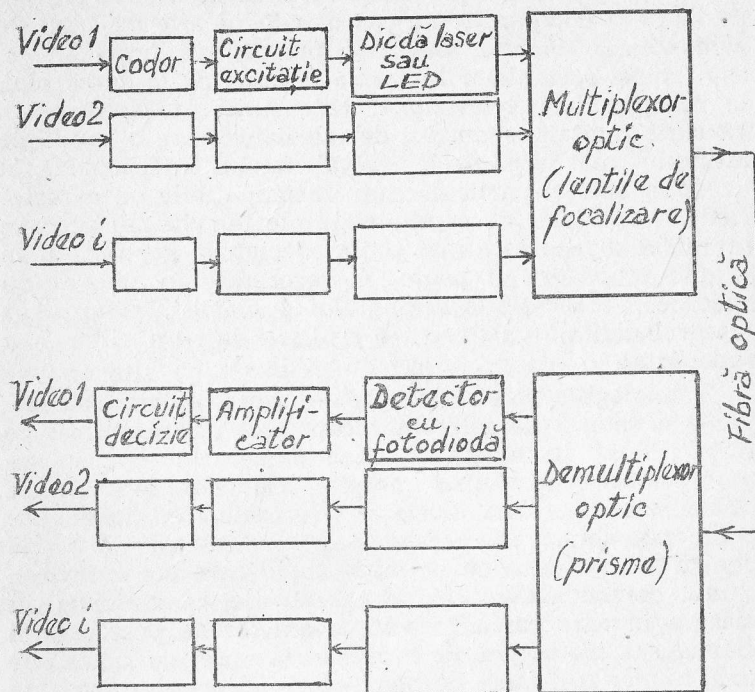 Video1
Codor
Circuit
excitație
Diodă laser
sau
LED
Multiplexor
optic
(lentile de
focalizare)
Video2
Video i
Fibră optică
Video1
Circuit
decizie
Amplifi-
cator
Detector
cu
fotodiodă
Demultiplexor
optic
(prisme)
Video2
Video i